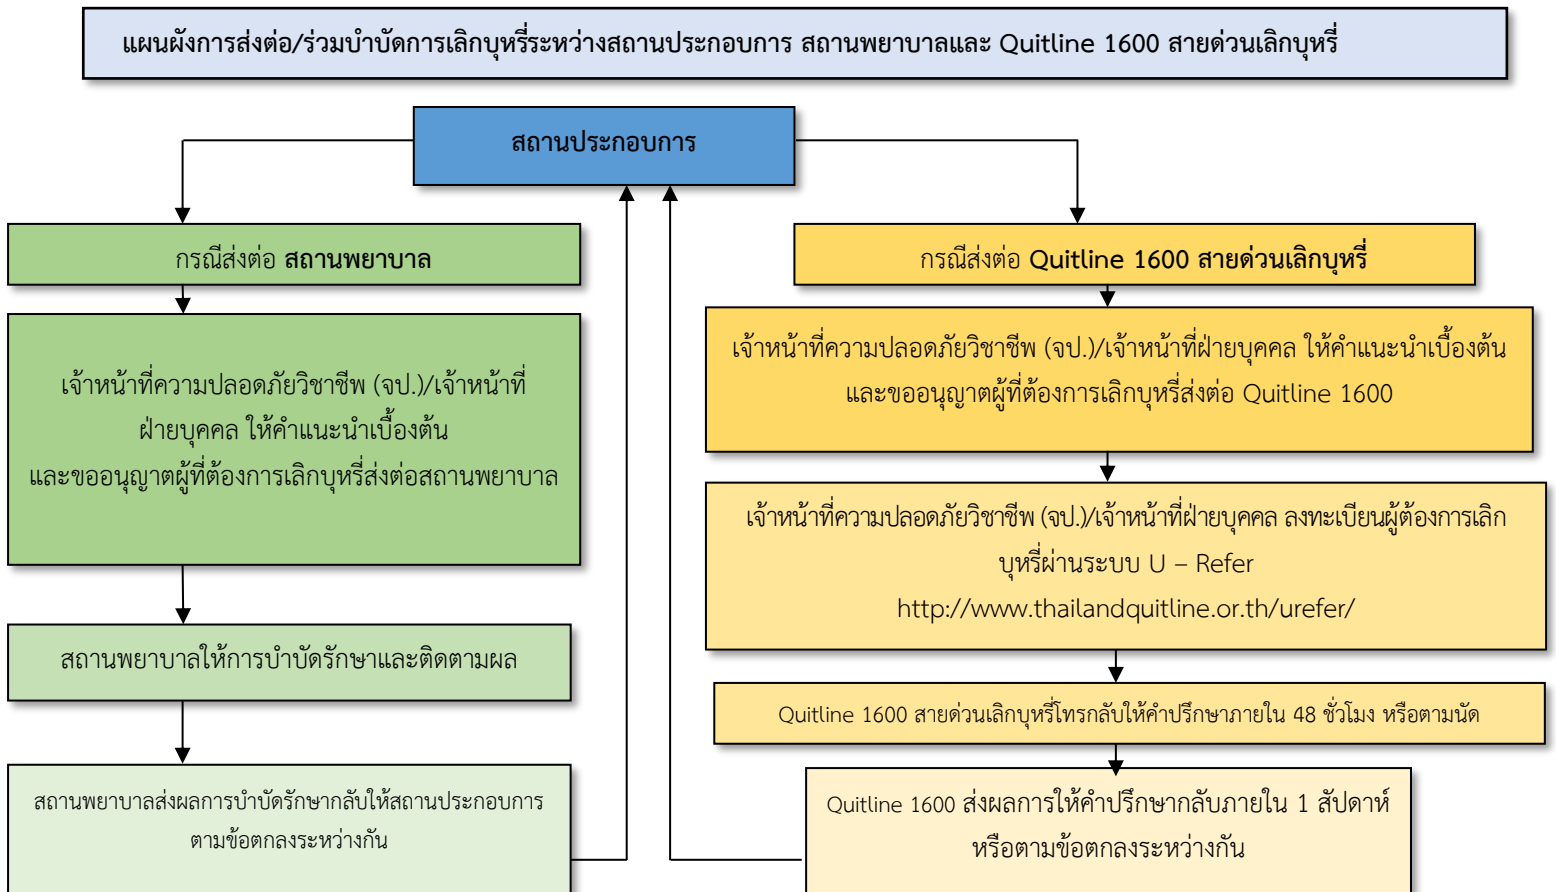 แผนผังการส่งต่อ/ร่วมบำบัดการเลิกบุหรี่ระหว่างสถานประกอบการ สถานพยาบาลและ Quitline 1600 สายด่วนเลิกบุหรี่
สถานประกอบการ
กรณีส่งต่อ สถานพยาบาล
เจ้าหน้าที่ความปลอดภัยวิชาชีพ (จป.)/เจ้าหน้าที่
ฝ่ายบุคคล ให้คำแนะนำเบื้องต้น
และขออนุญาตผู้ที่ต้องการเลิกบุหรี่ส่งต่อสถานพยาบาล
สถานพยาบาลให้การบำบัดรักษาและติดตามผล
สถานพยาบาลส่งผลการบำบัดรักษากลับให้สถานประกอบการ
ตามข้อตกลงระหว่างกัน
กรณีส่งต่อ Quitline 1600 สายด่วนเลิกบุหรี่
เจ้าหน้าที่ความปลอดภัยวิชาชีพ (จป.)/เจ้าหน้าที่ฝ่ายบุคคล ให้คำแนะนำเบื้องต้น
และขออนุญาตผู้ที่ต้องการเลิกบุหรี่ส่งต่อ Quitline 1600
เจ้าหน้าที่ความปลอดภัยวิชาชีพ (จป.)/เจ้าหน้าที่ฝ่ายบุคคล ลงทะเบียนผู้ต้องการเลิก
บุหรี่ผ่านระบบ U – Refer
http://www.thailandquitline.or.th/urefer/
Quitline 1600 สายด่วนเลิกบุหรี่โทรกลับให้คำปรึกษาภายใน 48 ชั่วโมง หรือตามนัด
Quitline 1600 ส่งผลการให้คำปรึกษากลับภายใน 1 สัปดาห์
หรือตามข้อตกลงระหว่างกัน